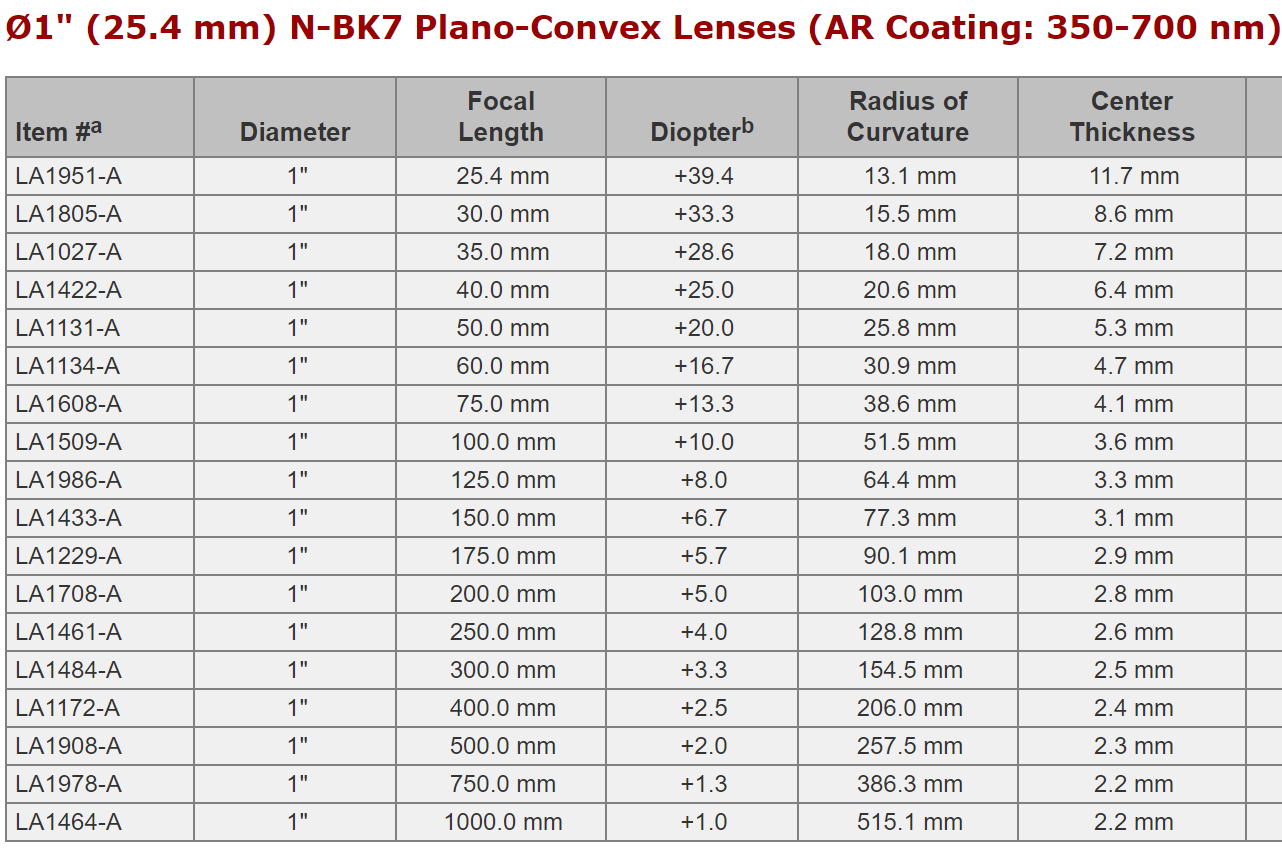 Ø1" (25.4 mm) N-BK7 Plano-Convex Lenses (AR Coating: 350-700 nm)
Item #a Diameter Focal Length Diopterb Radius of Curvature Center Thickness
LA1951-A 1" 25.4 mm +39.4 13.1 mm 11.7 mm
LA1805-A 1" 30.0 mm +33.3 15.5 mm 8.6 mm
LA1027-A 1" 35.0 mm +28.6 18.0 mm 7.2 mm
LA1422-A 1" 40.0 mm +25.0 20.6 mm 6.4 mm
LA1131-A 1" 50.0 mm +20.0 25.8 mm 5.3 mm
LA1134-A 1" 60.0 mm +16.7 30.9 mm 4.7 mm
LA1608-A 1" 75.0 mm +13.3 38.6 mm 4.1 mm
LA1509-A 1" 100.0 mm +10.0 51.5 mm 3.6 mm
LA1986-A 1" 125.0 mm +8.0 64.4 mm 3.3 mm
LA1433-A 1" 150.0 mm +6.7 77.3 mm 3.1 mm
LA1229-A 1" 175.0 mm +5.7 90.1 mm 2.9 mm
LA1708-A 1" 200.0 mm +5.0 103.0 mm 2.8 mm
LA1461-A 1" 250.0 mm +4.0 128.8 mm 2.6 mm
LA1484-A 1" 300.0 mm +3.3 154.5 mm 2.5 mm
LA1172-A 1" 400.0 mm +2.5 206.0 mm 2.4 mm
LA1908-A 1" 500.0 mm +2.0 257.5 mm 2.3 mm
LA1978-A 1" 750.0 mm +1.3 386.3 mm 2.2 mm
LA1464-A 1" 1000.0 mm +1.0 515.1 mm 2.2 mm